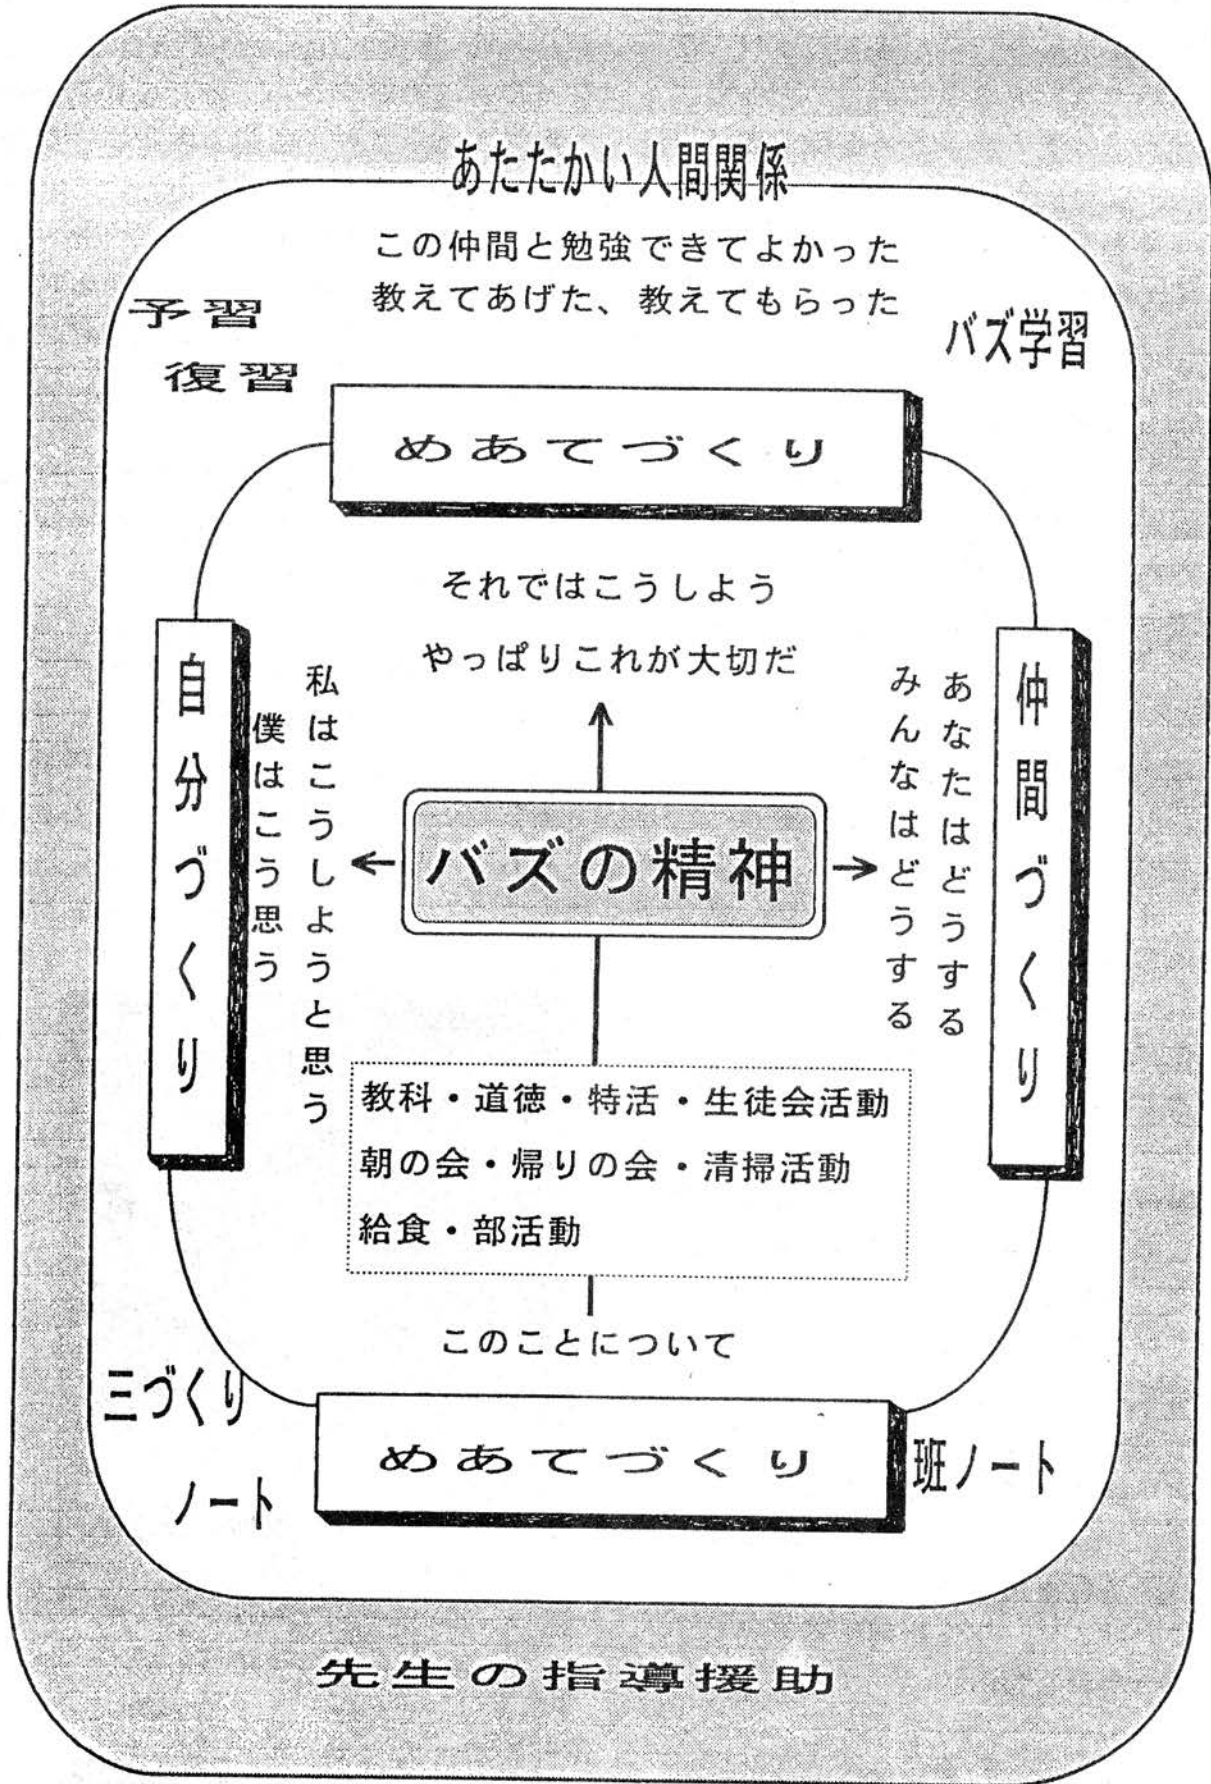 あたたかい人間関係
この仲間と勉強できてよかった
教えてあげた、教えてもらった
予習
復習
バズ学習
めあてづくり
それではこうしよう
やっぱりこれが大切だ
自分づくり
私はこうしようと思う
僕はこう思う
バズの精神
あなたはどうする
みんなはどうする
仲間づくり
教科・道徳・特活・生徒会活動
朝の会・帰りの会・清掃活動
給食・部活動
このことについて
三づくり
ノート
めあてづくり
班ノート
先生の指導援助